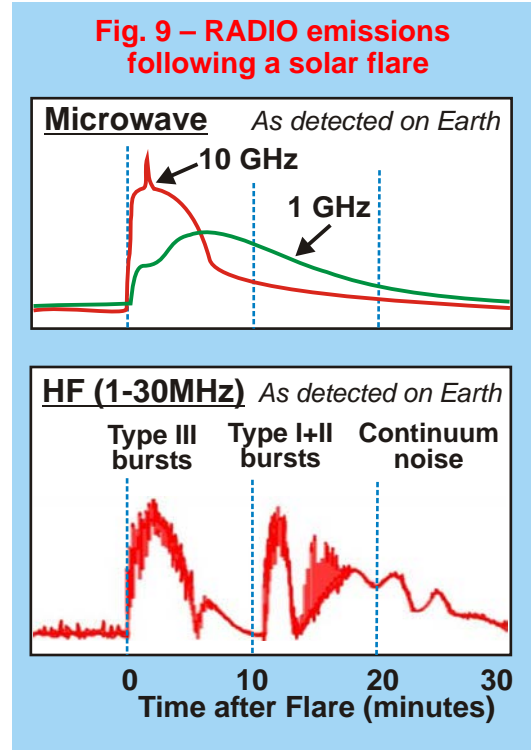 Fig. 9 – RADIO emissions
following a solar flare
Microwave As detected on Earth
10 GHz
1 GHz
HF (1-30MHz) As detected on Earth
Type III Type I+II Continuum
bursts bursts noise
0 10 20 30
Time after Flare (minutes)